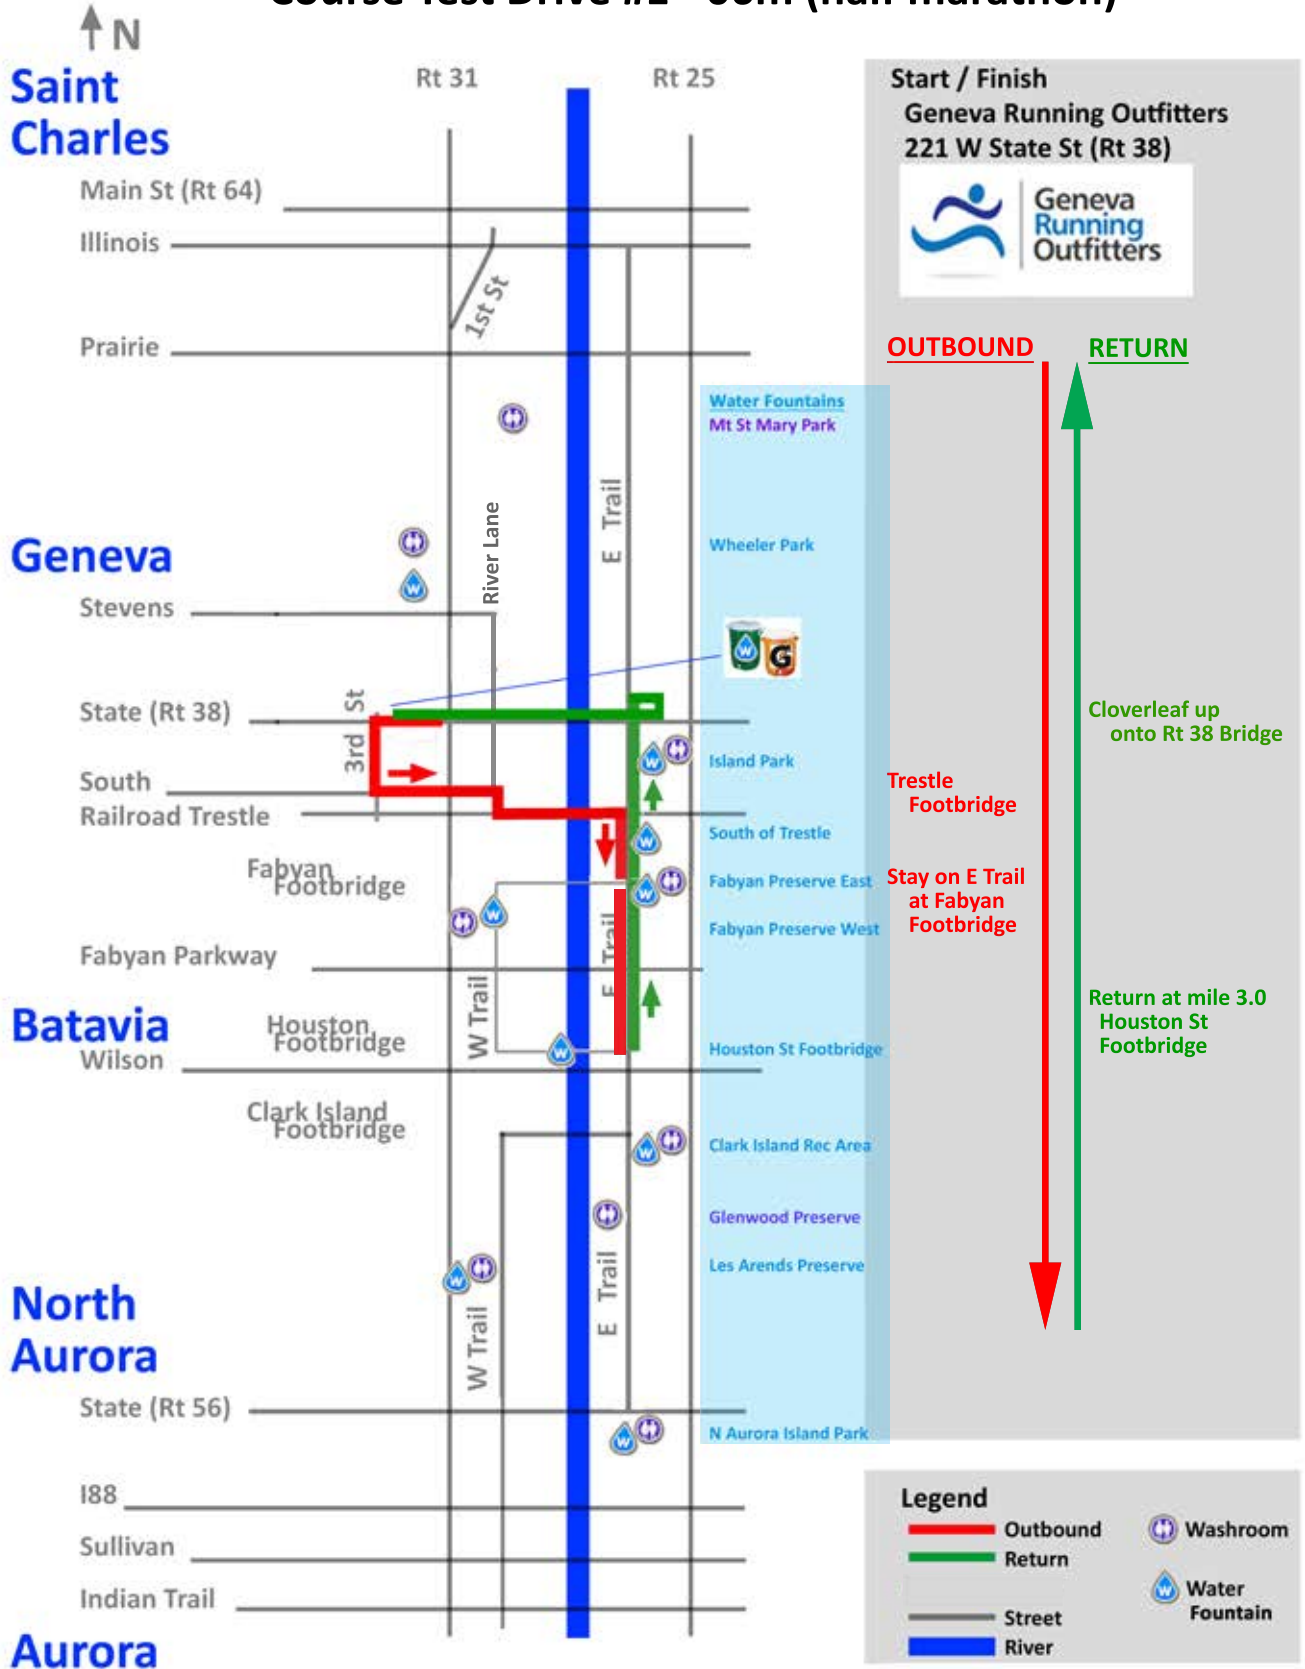 N
Saint
Charles
Rt 31
Rt 25
Main St (Rt 64)
Illinois
1st St
Prairie
Geneva
River Lane
E Trail
Stevens
State (Rt 38)
3rd St
South
Railroad Trestle
Fabyan
Footbridge
E Trail
Fabyan Parkway
W Trail
Batavia
Houston
Footbridge
Wilson
Clark Island
Footbridge
E Trail
W Trail
North
Aurora
State (Rt 56)
I88
Sullivan
Indian Trail
Aurora
Water Fountains
Mt St Mary Park
Wheeler Park
W
G
Island Park
South of Trestle
Fabyan Preserve East
Fabyan Preserve West
Houston St Footbridge
Clark Island Rec Area
Glenwood Preserve
Les Arends Preserve
N Aurora Island Park
Start / Finish
Geneva Running Outfitters
221 W State St (Rt 38)
Geneva
Running
Outfitters
OUTBOUND
RETURN
Cloverleaf up
onto Rt 38 Bridge
Trestle
Footbridge
Stay on E Trail
at Fabyan
Footbridge
Return at mile 3.0
Houston St
Footbridge
Legend
Outbound
Return
Street
River
Washroom
Water
Fountain